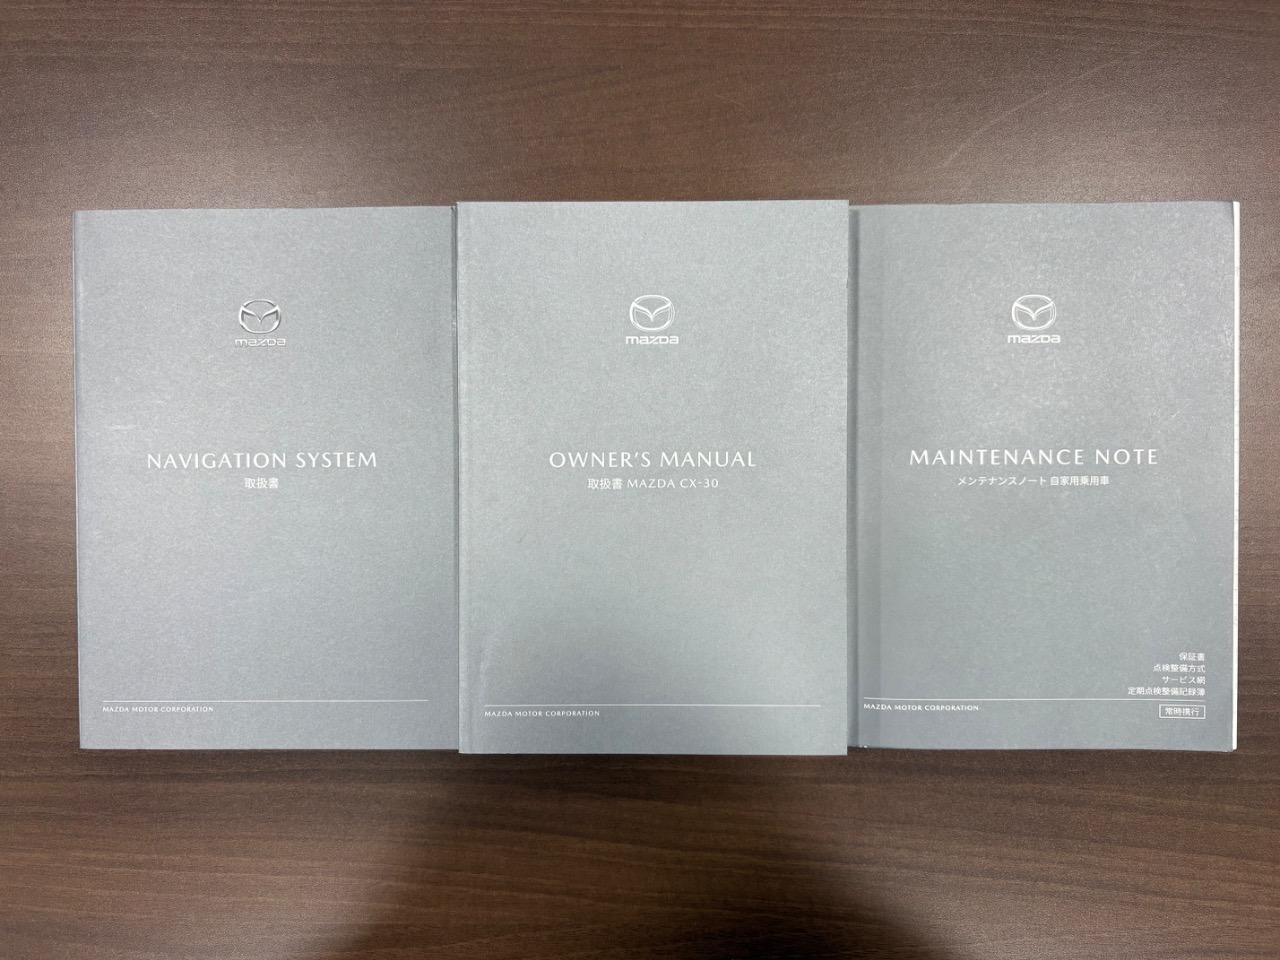 mazda
NAVIGATION SYSTEM
取扱書
MAZDA MOTOR CORPORATION
mazda
OWNER'S MANUAL
取扱書 MAZDA CX-30
MAZDA MOTOR CORPORATION
mazda
MAINTENANCE NOTE
メンテナンスノート 自家用乗用車
保証書
点検整備方式
サービス網
定期点検整備記録簿
MAZDA MOTOR CORPORATION
常時携行